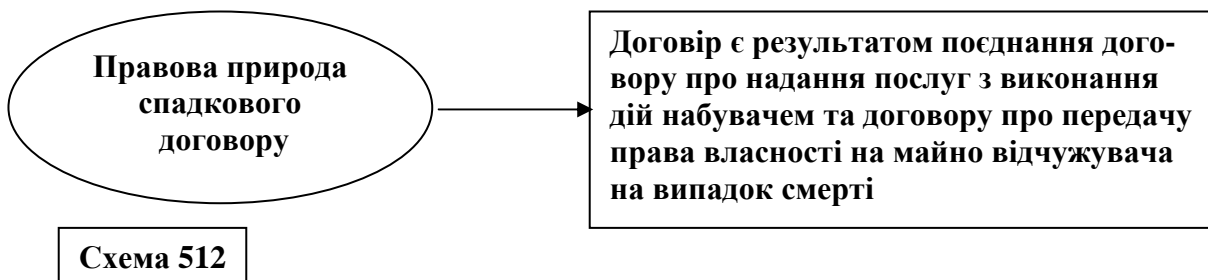 Правова природа
спадкового
договору
Договір є результатом поєднання дого-
вору про надання послуг з виконання
дій набувачем та договору про передачу
права власності на майно відчужувача
на випадок смерті
Схема 512